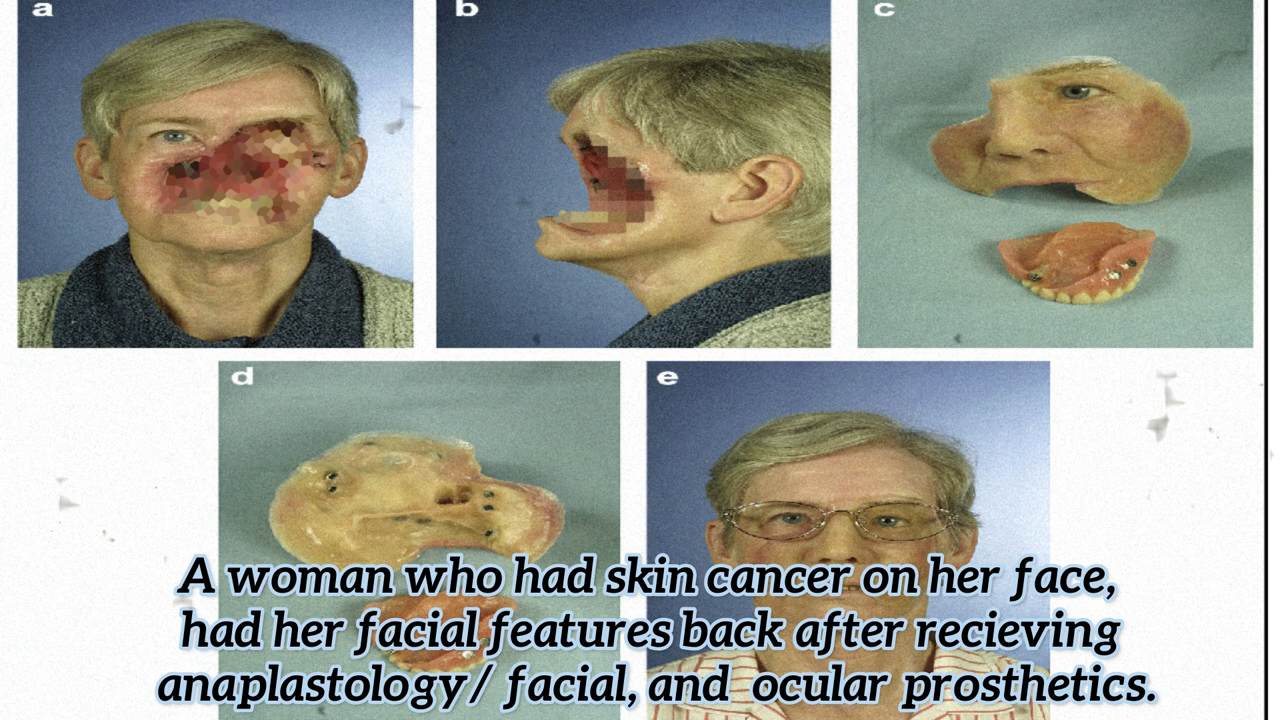 a
b
c
d
e
A woman who had skin cancer on her face,
had her facial features back after recieving
anaplastology/ facial, and ocular prosthetics.